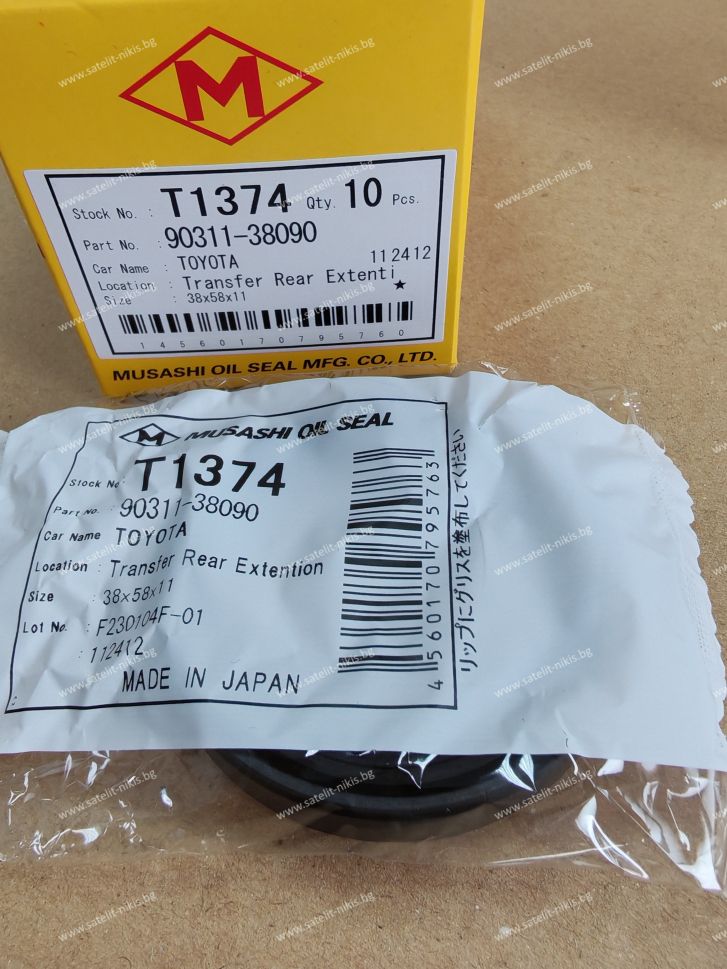 M
Stock No. : T1374 Qty. 10 Pcs.
Part No. : 90311-38090
Car Name : TOYOTA 112412
Location : Transfer Rear Extenti
Size : 38x58x11 ★
1 4 5 6 0 1 7 0 7 9 5 7 6 0
MUSASHI OIL SEAL MFG. CO., LTD.
M MUSASHI OIL SEAL
Stock No : T1374
Part No. : 90311-38090
Car Name TOYOTA
Location : Transfer Rear Extention
Size : 38×58×11
Lot No. : F23D104F-01
: 112412
MADE IN JAPAN
4 560170 795763
リップにグリスを塗布してください
www.satelit-nikis.bg